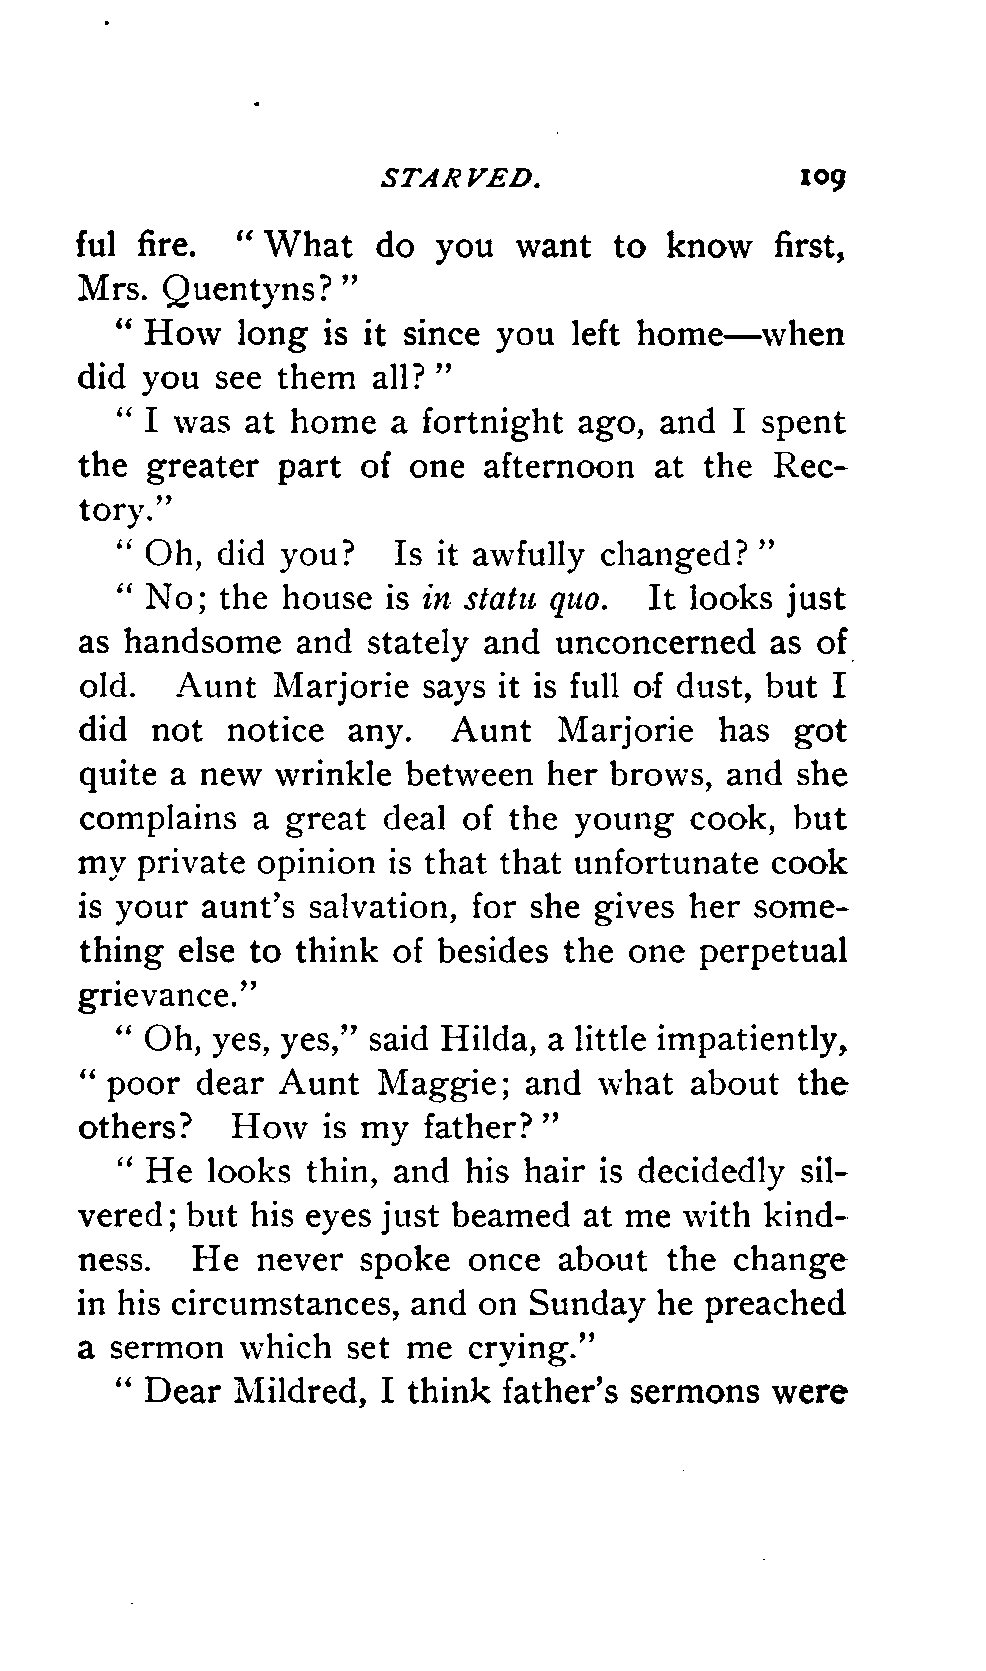 STARVED. 109
ful fire. “ What do you want to know first,
Mrs. Quentyns? ”
“ How long is it since you left home—when
did you see them all? ”
“ I was at home a fortnight ago, and I spent
the greater part of one afternoon at the Rec-
tory.”
“ Oh, did you? Is it awfully changed? ”
“ No; the house is in statu quo. It looks just
as handsome and stately and unconcerned as of
old. Aunt Marjorie says it is full of dust, but I
did not notice any. Aunt Marjorie has got
quite a new wrinkle between her brows, and she
complains a great deal of the young cook, but
my private opinion is that that unfortunate cook
is your aunt’s salvation, for she gives her some-
thing else to think of besides the one perpetual
grievance.”
“ Oh, yes, yes,” said Hilda, a little impatiently,
“ poor dear Aunt Maggie; and what about the
others? How is my father? ”
“ He looks thin, and his hair is decidedly sil-
vered; but his eyes just beamed at me with kind-
ness. He never spoke once about the change
in his circumstances, and on Sunday he preached
a sermon which set me crying.”
“ Dear Mildred, I think father’s sermons were